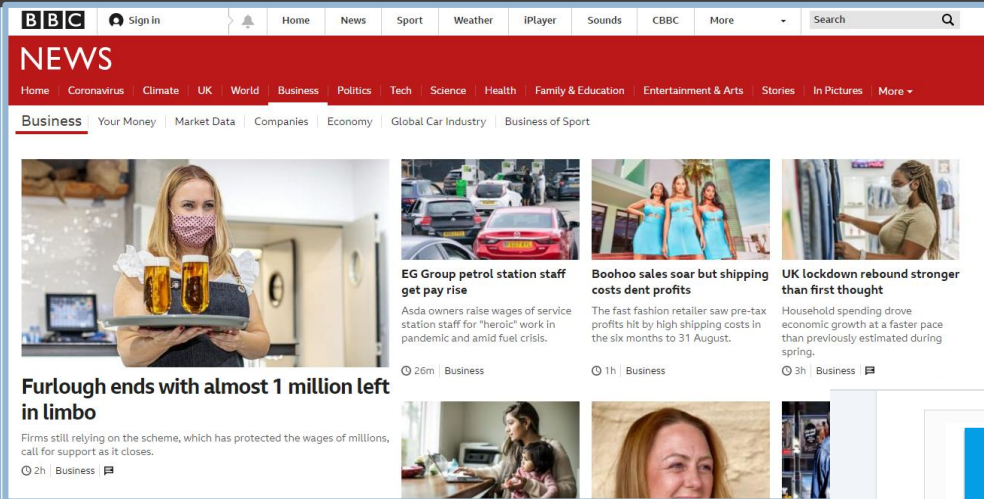 BBC Sign in Home News Sport Weather iPlayer Sounds CBBC More Search
NEWS
Home Coronavirus Climate UK World Business Politics Tech Science Health Family & Education Entertainment & Arts Stories In Pictures More
Business Your Money Market Data Companies Economy Global Car Industry Business of Sport
Furlough ends with almost 1 million left
in limbo
Firms still relying on the scheme, which has protected the wages of millions,
call for support as it closes.
2h Business
EG Group petrol station staff
get pay rise
Asda owners raise wages of service
station staff for "heroic" work in
pandemic and amid fuel crisis.
26m Business
Boohoo sales soar but shipping
costs dent profits
The fast fashion retailer saw pre-tax
profits hit by high shipping costs in
the six months to 31 August.
1h Business
UK lockdown rebound stronger
than first thought
Household spending drove
economic growth at a faster pace
than previously estimated during
spring.
3h Business